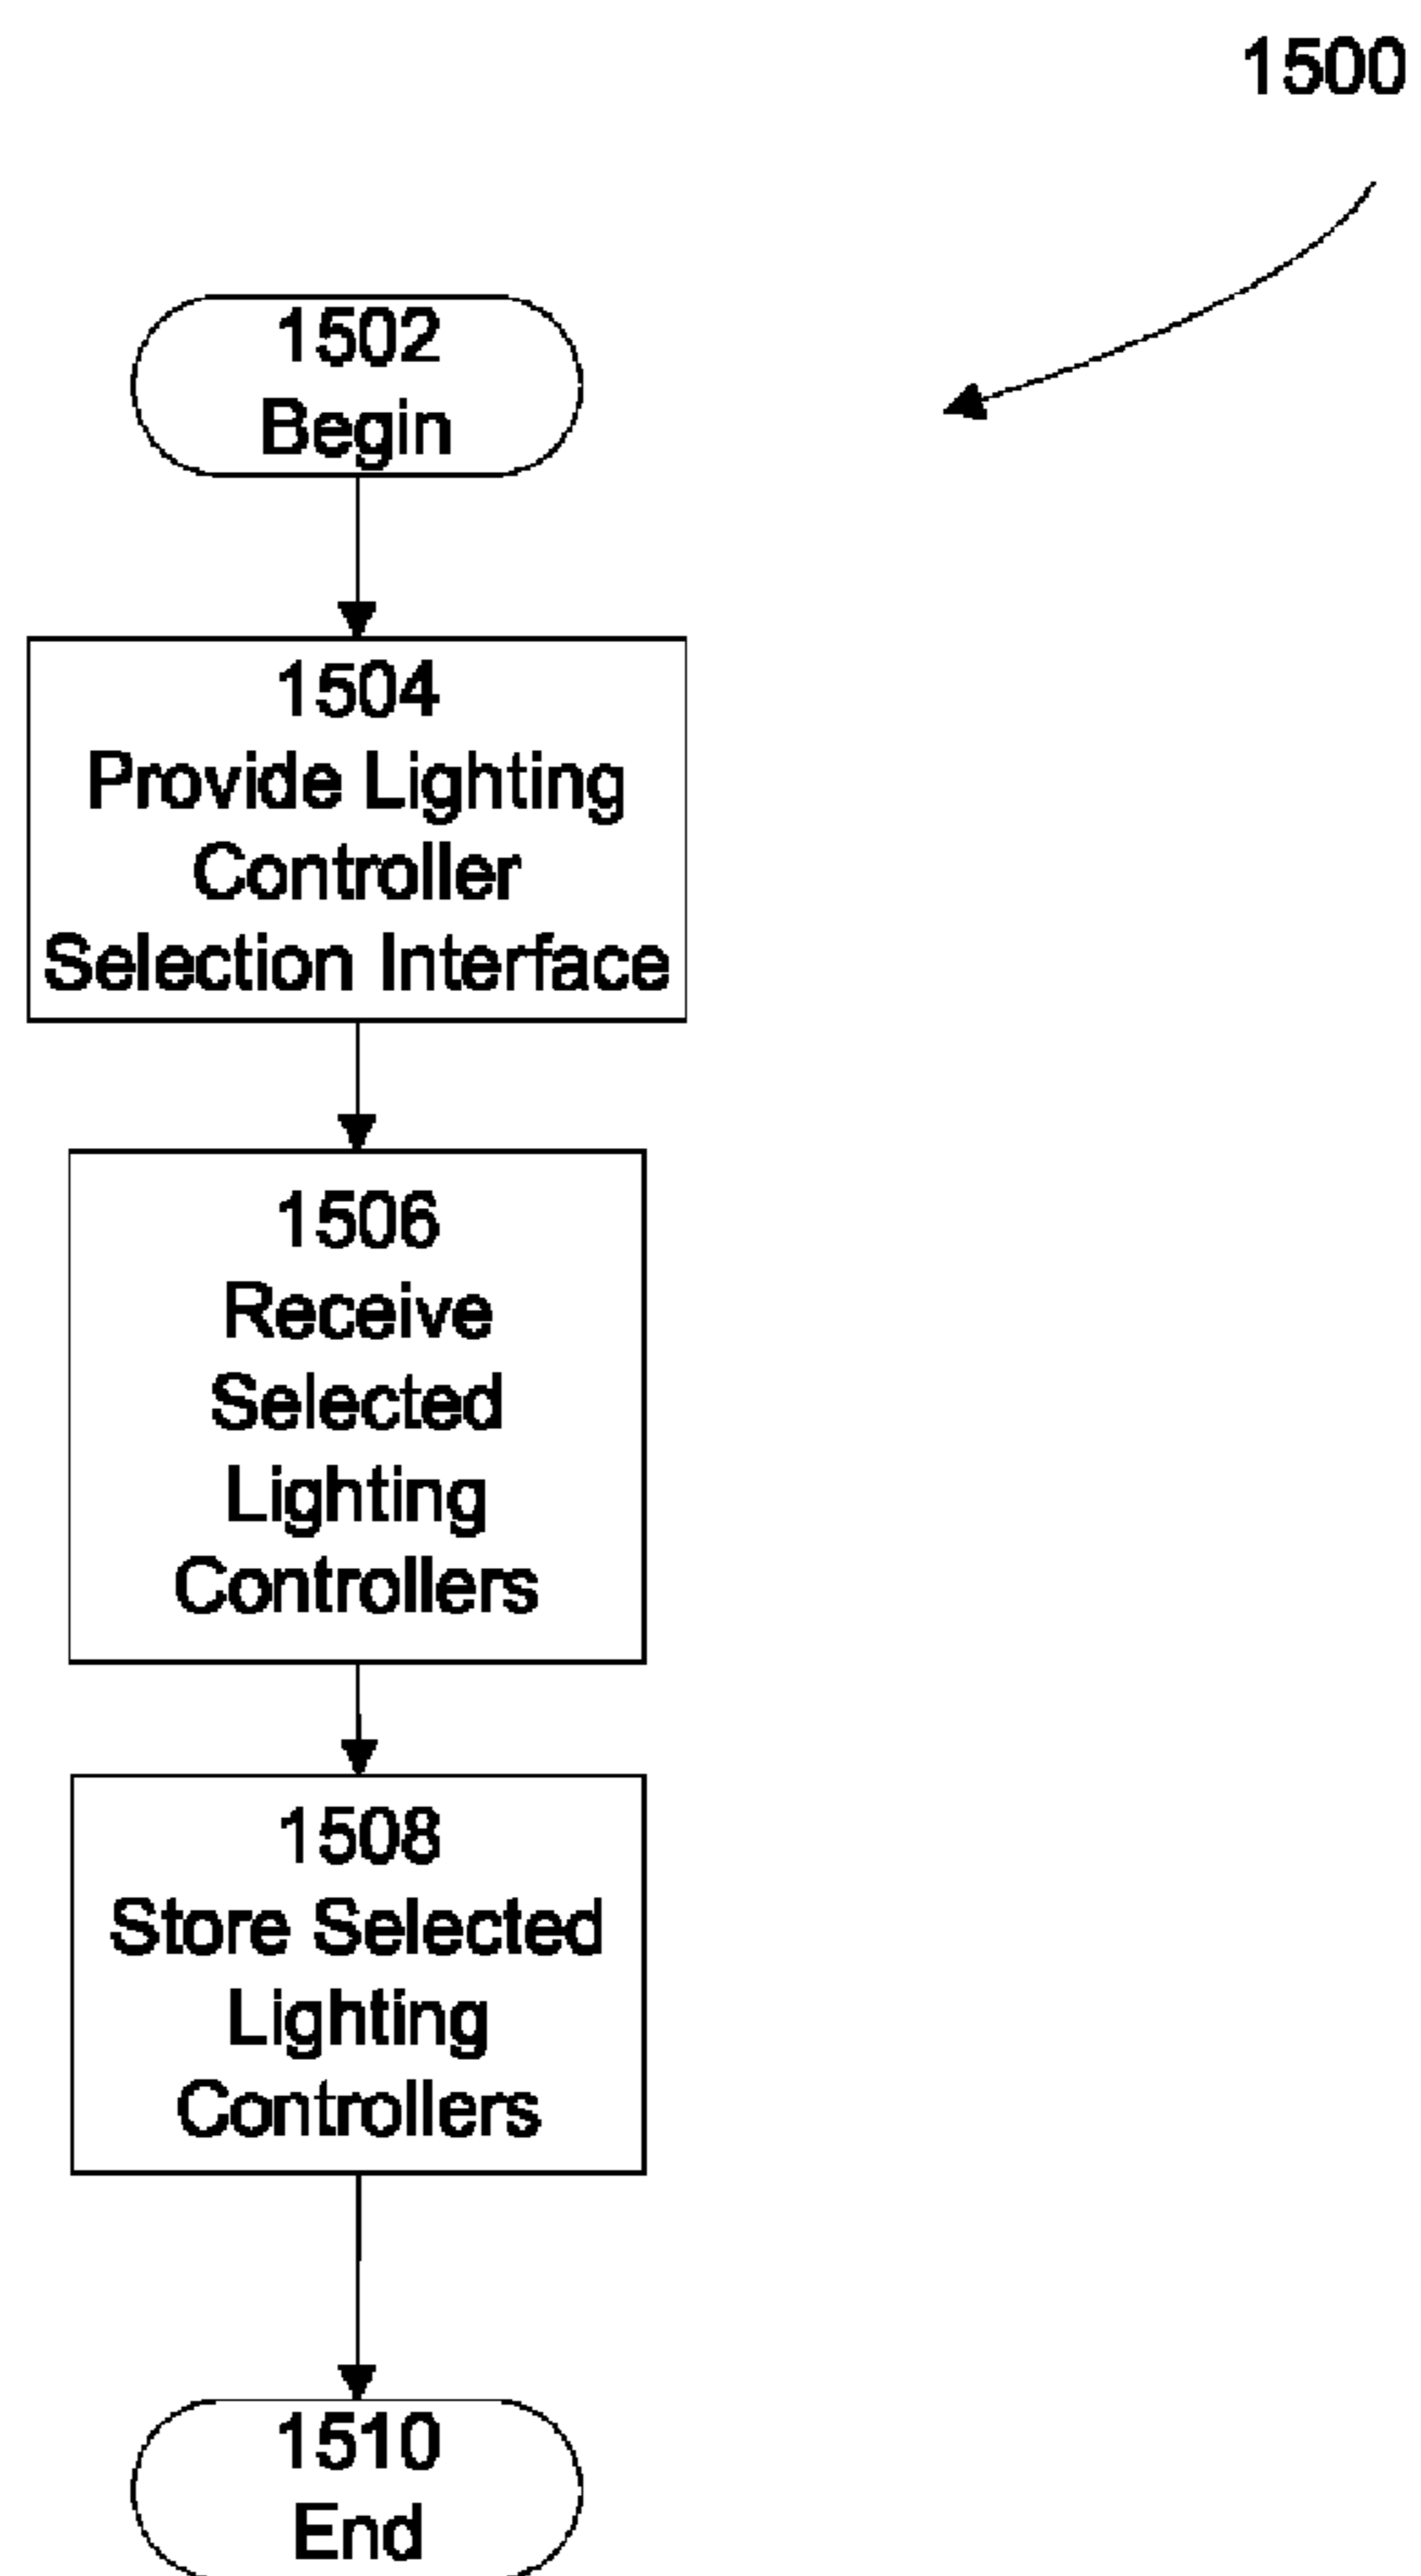 1500
1502
Begin
1504
Provide Lighting
Controller
Selection Interface
1506
Receive
Selected
Lighting
Controllers
1508
Store Selected
Lighting
Controllers
1510
End